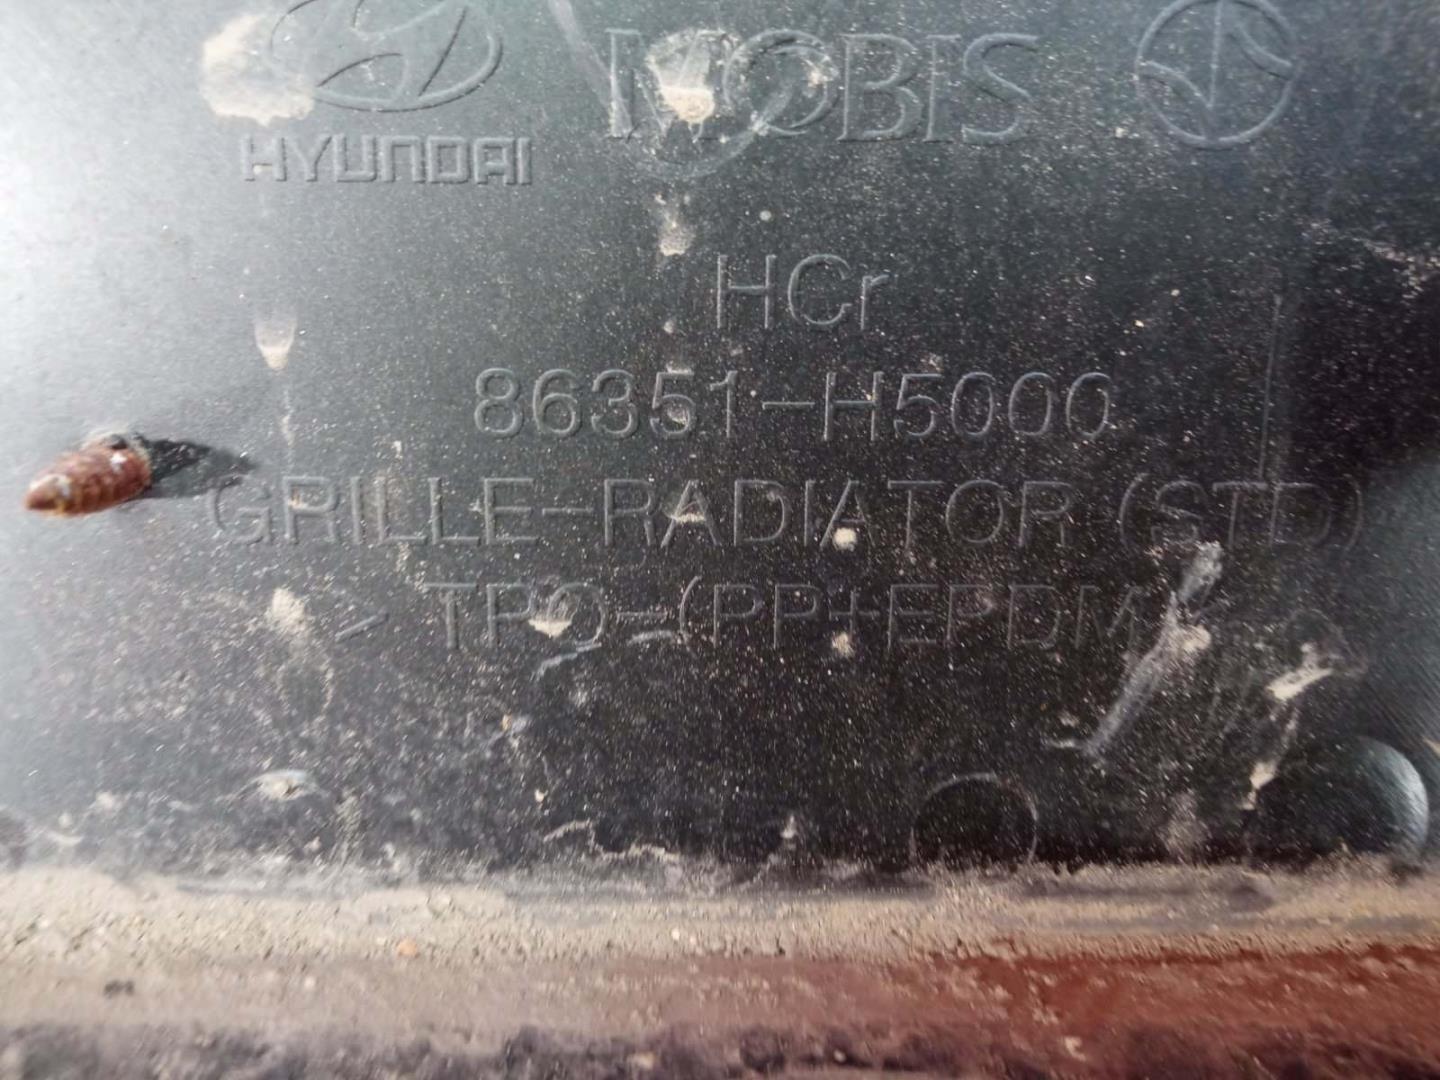 HYUNDAI MOBIS
HCr
86351-H5000
GRILLE-RADIATOR (STD)
> TPO-(PP+EPDM)